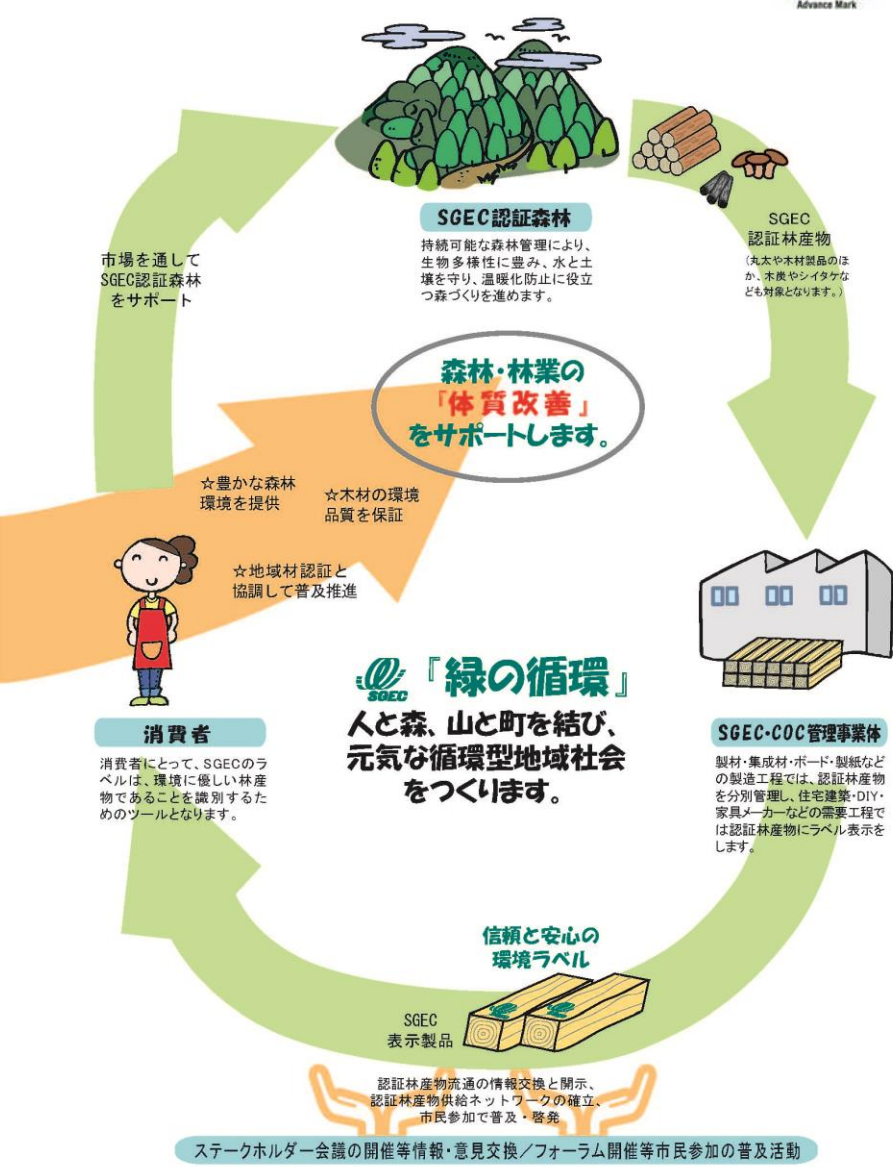 Advance Mark
SGEC認証森林
持続可能な森林管理により、
生物多様性に豊み、水と土
壌を守り、温暖化防止に役立
つ森づくりを進めます。
SGEC
認証林産物
(丸太や木材製品のほ
か、木炭やシイタケな
ども対象となります。)
市場を通して
SGEC認証森林
をサポート
森林・林業の
『体質改善』
をサポートします。
☆豊かな森林
環境を提供
☆木材の環境
品質を保証
☆地域材認証と
協調して普及推進
SGEC
『緑の循環』
人と森、山と町を結び、
元気な循環型地域社会
をつくります。
消費者
消費者にとって、SGECのラ
ベルは、環境に優しい林産
物であることを識別するた
めのツールとなります。
SGEC・COC管理事業体
製材・集成材・ボード・製紙など
の製造工程では、認証林産物
を分別管理し、住宅建築・DIY・
家具メーカーなどの需要工程で
は認証林産物にラベル表示を
します。
信頼と安心の
環境ラベル
SGEC
表示製品
認証林産物流通の情報交換と開示、
認証林産物供給ネットワークの確立、
市民参加で普及・啓発
ステークホルダー会議の開催等情報・意見交換／フォーラム開催等市民参加の普及活動